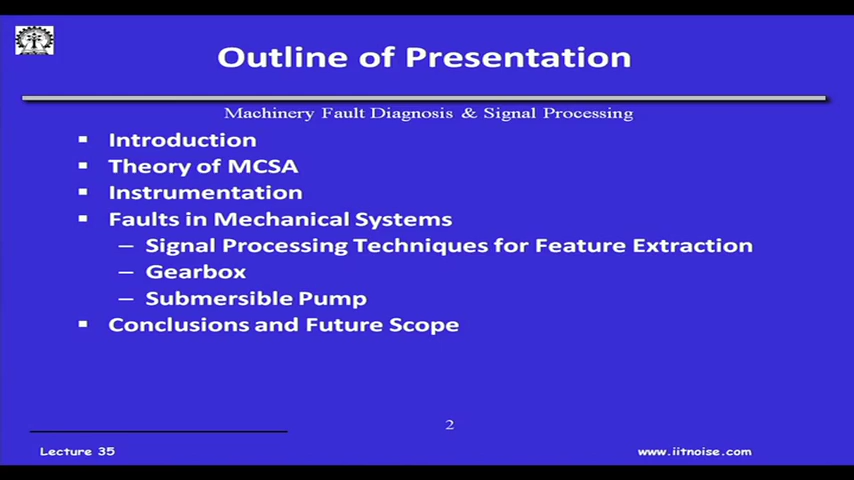 Outline of Presentation
Machinery Fault Diagnosis & Signal Processing
▪ Introduction
▪ Theory of MCSA
▪ Instrumentation
▪ Faults in Mechanical Systems
– Signal Processing Techniques for Feature Extraction
– Gearbox
– Submersible Pump
▪ Conclusions and Future Scope
2
Lecture 35
www.iitnoise.com